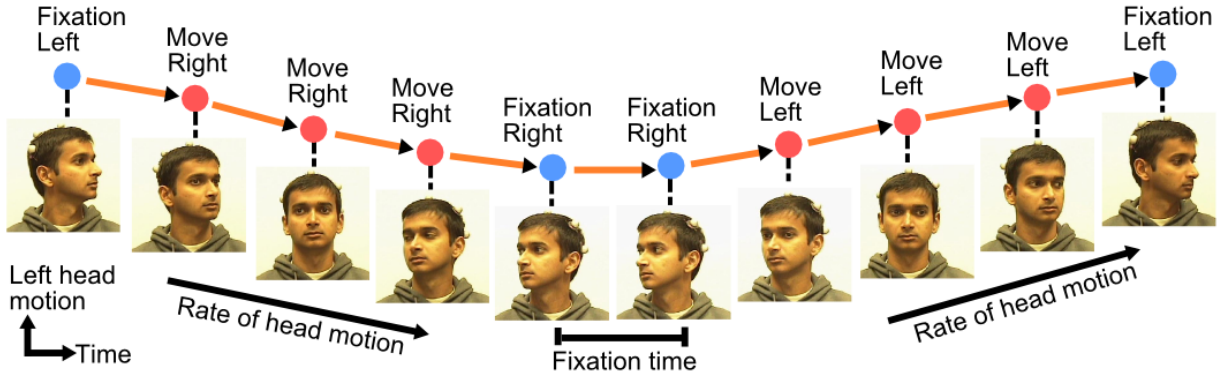 Fixation
Left
Move
Right
Move
Right
Move
Right
Fixation
Right
Fixation
Right
Move
Left
Move
Left
Move
Left
Fixation
Left
Left head
motion
Time
Rate of head motion
Fixation time
Rate of head motion